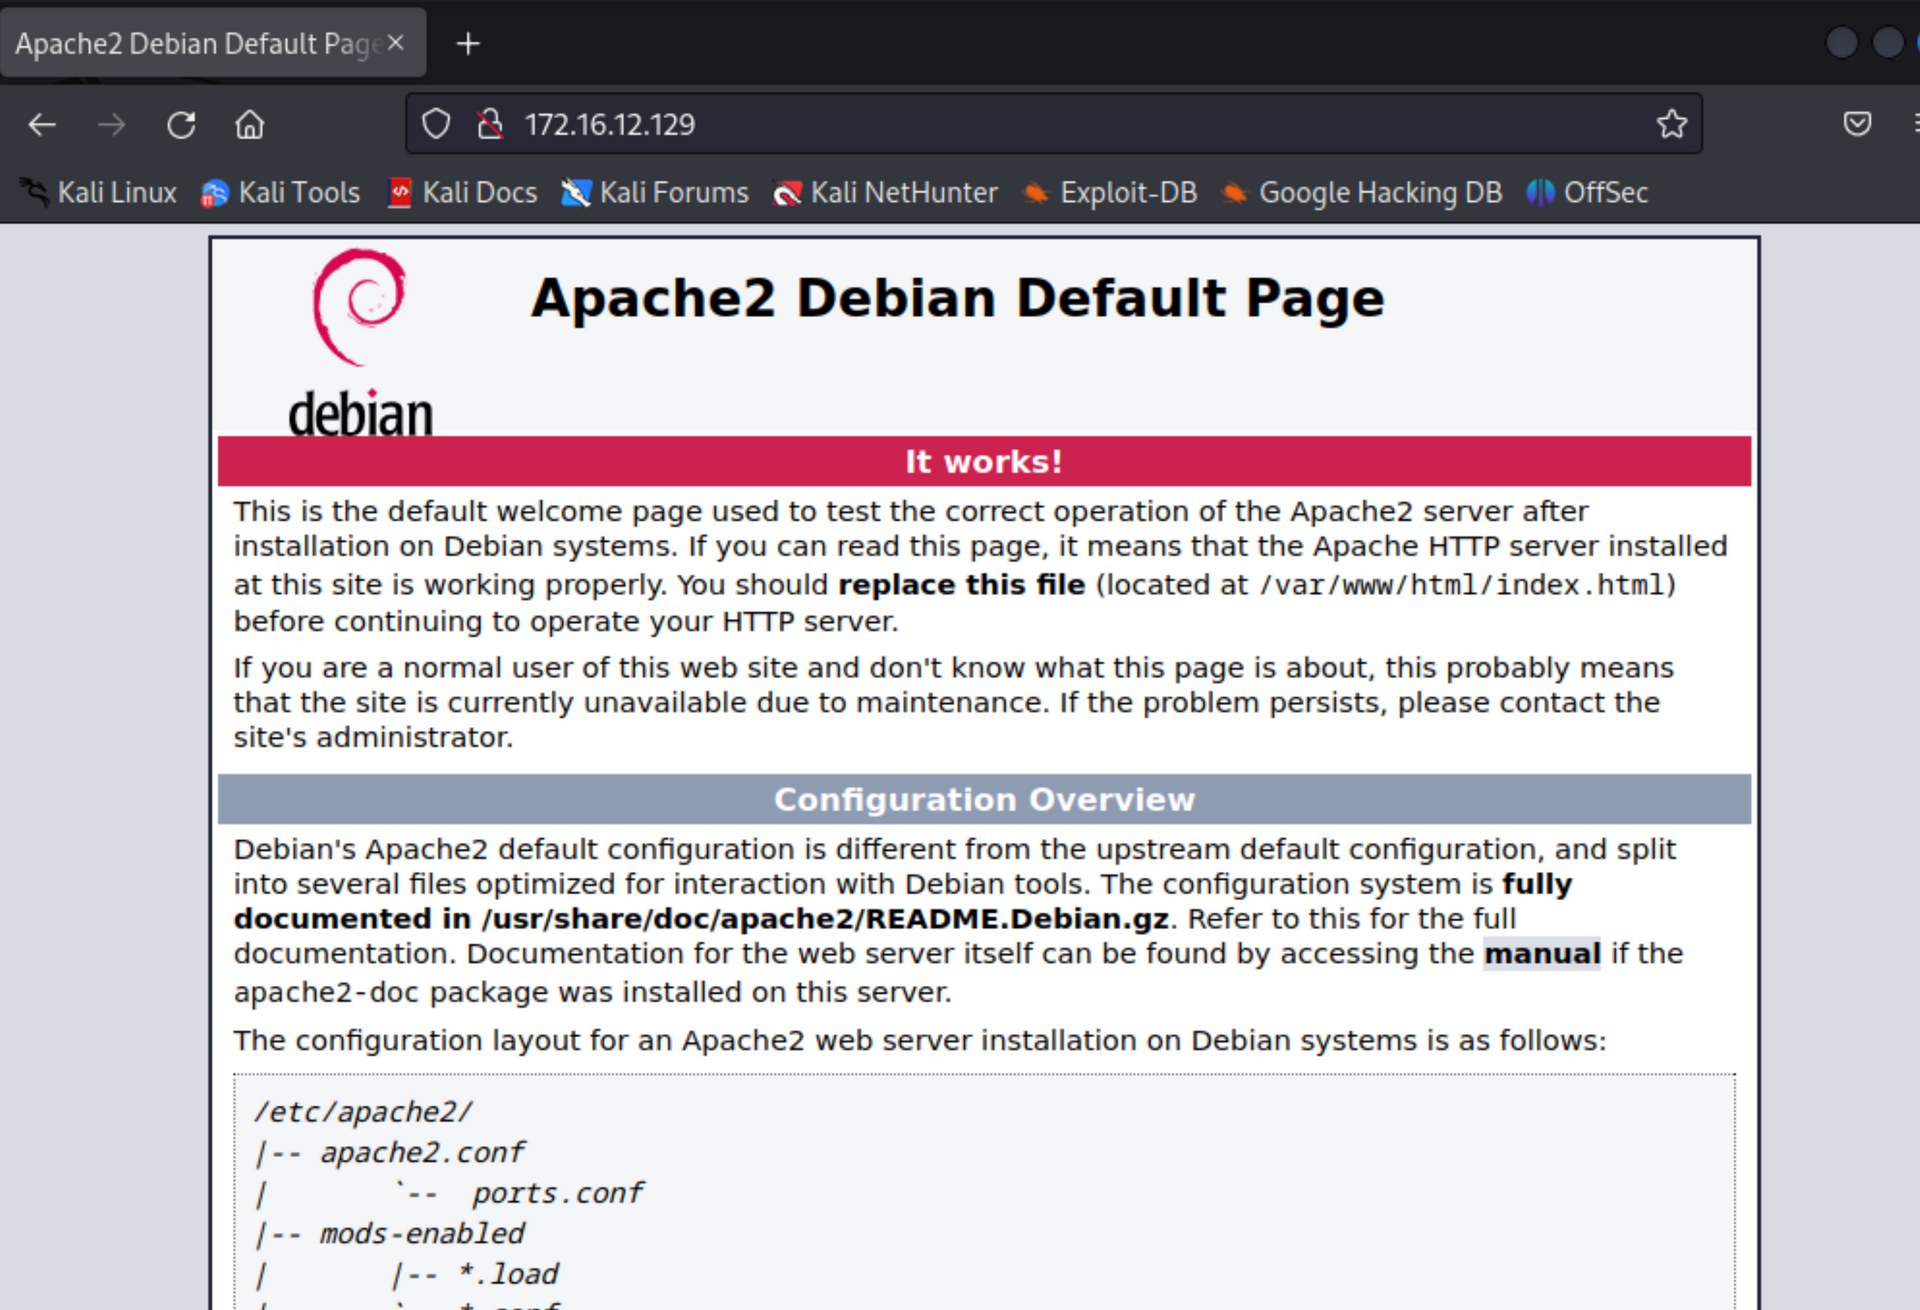 Apache2 Debian Default Page
172.16.12.129
Kali Linux Kali Tools Kali Docs Kali Forums Kali NetHunter Exploit-DB Google Hacking DB OffSec
Apache2 Debian Default Page
debian
It works!
This is the default welcome page used to test the correct operation of the Apache2 server after
installation on Debian systems. If you can read this page, it means that the Apache HTTP server installed
at this site is working properly. You should replace this file (located at /var/www/html/index.html)
before continuing to operate your HTTP server.
If you are a normal user of this web site and don't know what this page is about, this probably means
that the site is currently unavailable due to maintenance. If the problem persists, please contact the
site's administrator.
Configuration Overview
Debian's Apache2 default configuration is different from the upstream default configuration, and split
into several files optimized for interaction with Debian tools. The configuration system is fully
documented in /usr/share/doc/apache2/README.Debian.gz. Refer to this for the full
documentation. Documentation for the web server itself can be found by accessing the manual if the
apache2-doc package was installed on this server.
The configuration layout for an Apache2 web server installation on Debian systems is as follows:
/etc/apache2/
|-- apache2.conf
|       `--  ports.conf
|-- mods-enabled
|       |-- *.load
|       `-- *.conf